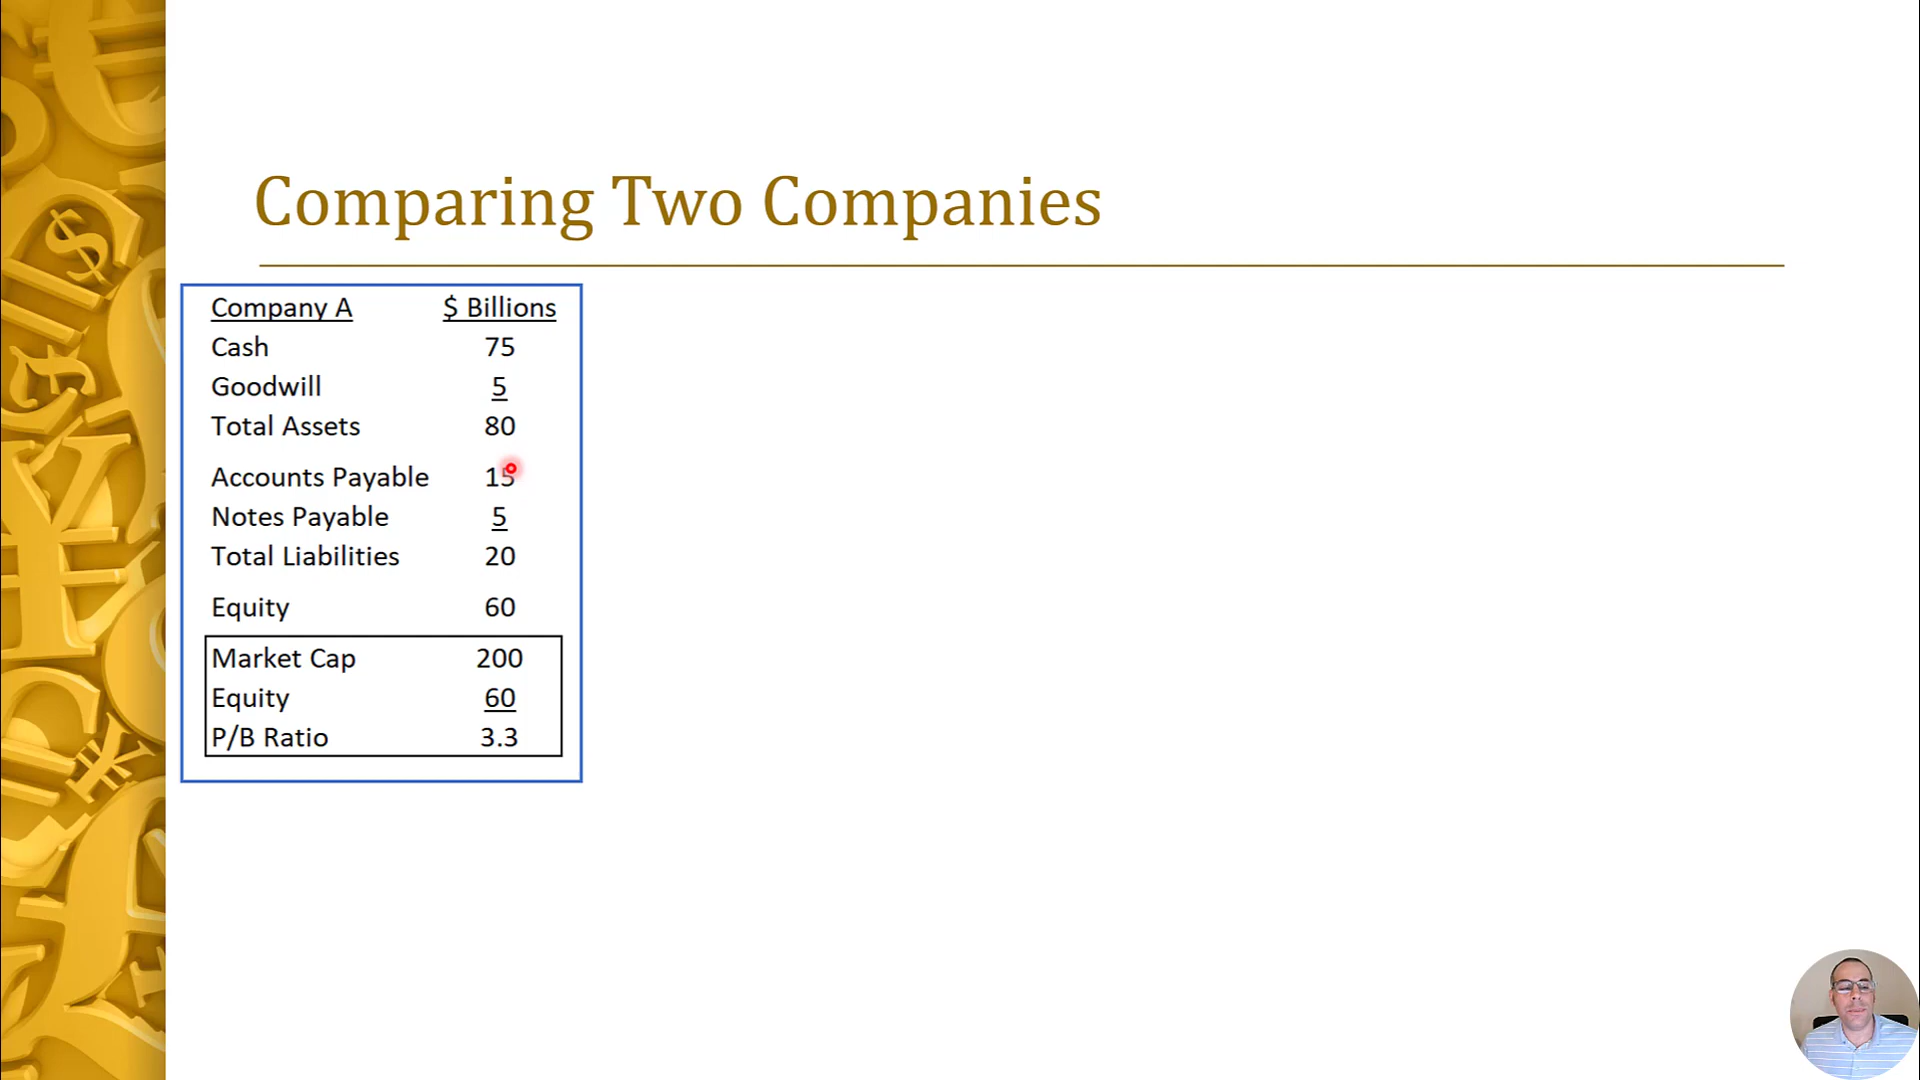 Comparing Two Companies
Company A $ Billions
Cash 75
Goodwill 5
Total Assets 80
Accounts Payable 15
Notes Payable 5
Total Liabilities 20
Equity 60
Market Cap 200
Equity 60
P/B Ratio 3.3